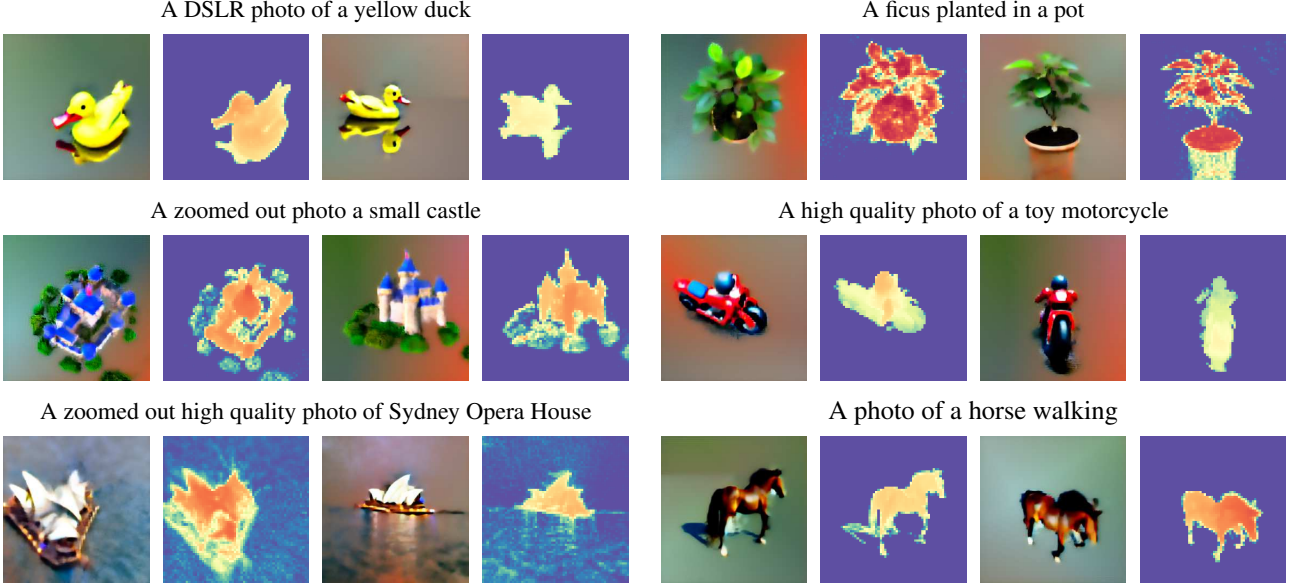 A DSLR photo of a yellow duck
A ficus planted in a pot
A zoomed out photo a small castle
A high quality photo of a toy motorcycle
A zoomed out high quality photo of Sydney Opera House
A photo of a horse walking